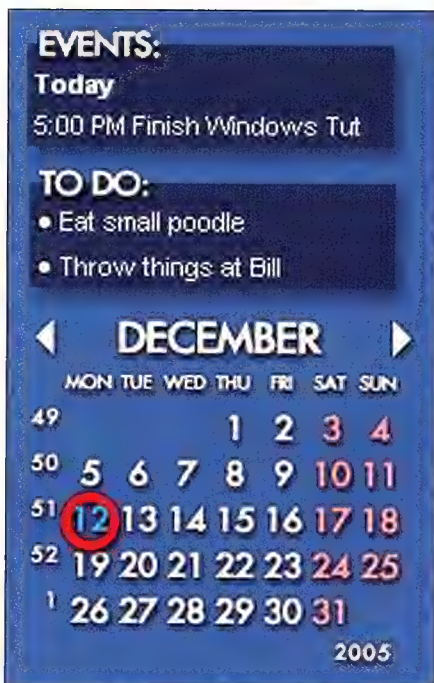 EVENTS:
Today
5:00 PM Finish Windows Tut
TO DO:
• Eat small poodle
• Throw things at Bill
DECEMBER
MON TUE WED THU FRI SAT SUN
49 1 2 3 4
50 5 6 7 8 9 10 11
51 12 13 14 15 16 17 18
52 19 20 21 22 23 24 25
1 26 27 28 29 30 31
2005